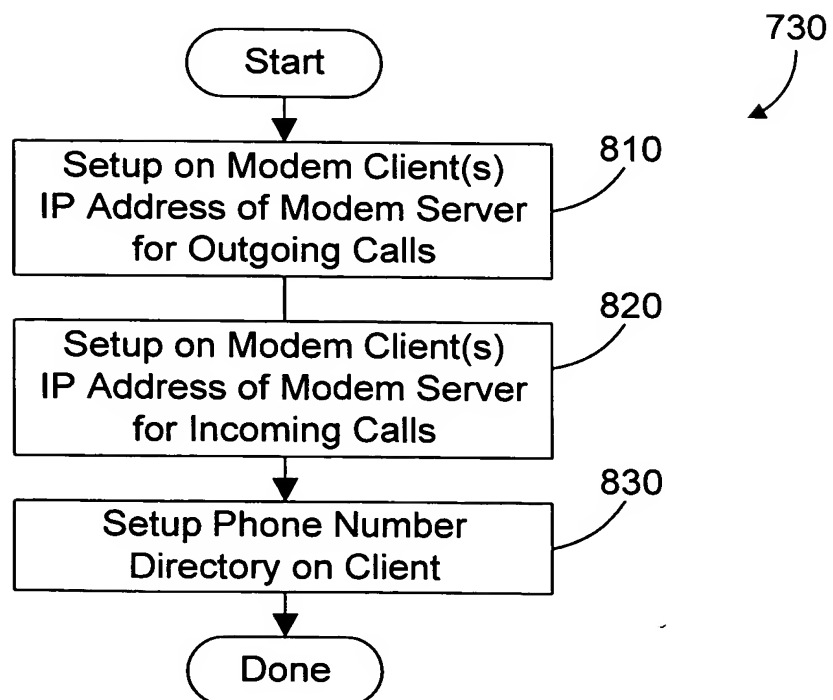 730
Start
810
Setup on Modem Client(s)
IP Address of Modem Server
for Outgoing Calls
820
Setup on Modem Client(s)
IP Address of Modem Server
for Incoming Calls
830
Setup Phone Number
Directory on Client
Done